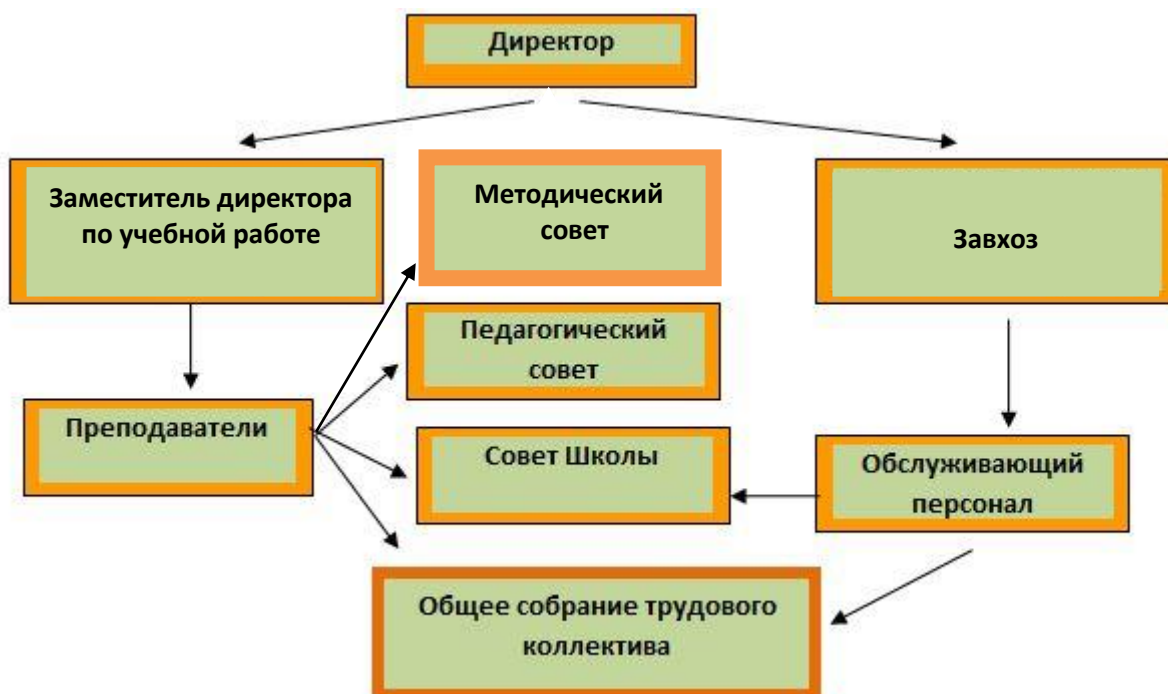 Директор
Заместитель директора
по учебной работе
Методический
совет
Завхоз
Педагогический
совет
Преподаватели
Совет Школы
Обслуживающий
персонал
Общее собрание трудового
коллектива